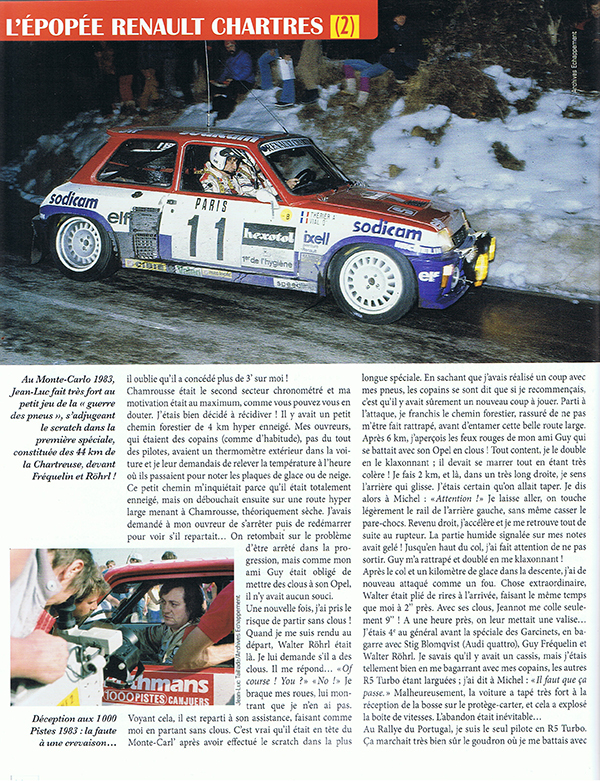 L'ÉPOPÉE RENAULT CHARTRES (2)
/Archives Échappement
sodicam
RENAULT CH
11
sodicam
elf
PARIS
11
THÉRIER
VIAL
hexotol
1er de l'hygiène
ixell
sodicam
elf
CIBIE
Au Monte-Carlo 1983,
Jean-Luc fait très fort au
petit jeu de la « guerre
des pneus », s'adjugeant
le scratch dans la
première spéciale,
constituée des 44 km de
la Chartreuse, devant
Fréquelin et Röhrl !
il oublie qu'il a concédé plus de 3' sur moi !
Chamrousse était le second secteur chronométré et ma
motivation était au maximum, comme vous pouvez vous en
douter. J'étais bien décidé à récidiver ! Il y avait un petit
chemin forestier de 4 km hyper enneigé. Mes ouvreurs,
qui étaient des copains (comme d'habitude), pas du tout
des pilotes, avaient un thermomètre extérieur dans la voi-
ture et je leur demandais de relever la température à l'heure
où ils passaient pour noter les plaques de glace ou de neige.
Ce petit chemin m'inquiétait parce qu'il était totalement
enneigé, mais on débouchait ensuite sur une route hyper
large menant à Chamrousse, théoriquement sèche. J'avais
demandé à mon ouvreur de s'arrêter puis de redémarrer
pour voir s'il repartait… On retombait sur le problème
d'être arrêté dans la pro-
gression, mais comme mon
ami Guy était obligé de
mettre des clous à son Opel,
il n'y avait aucun souci.
Une nouvelle fois, j'ai pris le
risque de partir sans clous !
Quand je me suis rendu au
départ, Walter Röhrl était
là. Je lui demande s'il a des
clous. Il me répond… «Of
course ! You ?» «No !» Je
braque mes roues, lui mon-
trant que je n'en ai pas.
Voyant cela, il est reparti à son assistance, faisant comme
moi en partant sans clous. C'est vrai qu'il était en tête du
Monte-Carl' après avoir effectué le scratch dans la plus
longue spéciale. En sachant que j'avais réalisé un coup avec
mes pneus, les copains se sont dit que si je recommençais,
c'est qu'il y avait sûrement un nouveau coup à jouer. Parti à
l'attaque, je franchis le chemin forestier, rassuré de ne pas
m'être fait rattrapé, avant d'entamer cette belle route large.
Après 6 km, j'aperçois les feux rouges de mon ami Guy qui
se battait avec son Opel en clous ! Tout content, je le double
en le klaxonnant ; il devait se marrer tout en étant très
colère ! Je fais 2 km, et là, dans un très long droite, je sens
l'arrière qui glisse. J'étais certain qu'on allait taper. Je dis
alors à Michel : «Attention !» Je laisse aller, on touche
légèrement le rail de l'arrière gauche, sans même casser le
pare-chocs. Revenu droit, j'accélère et je me retrouve tout de
suite au rupteur. La partie humide signalée sur mes notes
avait gelé ! Jusqu'en haut du col, j'ai fait attention de ne pas
sortir. Guy m'a rattrapé et doublé en me klaxonnant !
Après le col et un kilomètre de glace dans la descente, j'ai de
nouveau attaqué comme un fou. Chose extraordinaire,
Walter était plié de rires à l'arrivée, faisant le même temps
que moi à 2'' près. Avec ses clous, Jeannot me colle seule-
ment 9'' ! A une heure près, on leur mettait une valise…
J'étais 4e au général avant la spéciale des Garcinets, en ba-
garre avec Stig Blomqvist (Audi quattro), Guy Fréquelin et
Walter Röhrl. Je savais qu'il y avait un cassis, mais j'étais
tellement bien en me bagarrant avec mes copains, les autres
R5 Turbo étant larguées ; j'ai dit à Michel : «Il faut que ça
passe.» Malheureusement, la voiture a tapé très fort à la
réception de la bosse sur le protège-carter, et cela a explosé
la boite de vitesses. L'abandon était inévitable…
Au Rallye du Portugal, je suis le seul pilote en R5 Turbo.
Ça marchait très bien sûr le goudron où je me battais avec
Jean-Luc Taillade/Archives Échappement
thmans
1000 PISTES CANJUERS
Déception aux 1000
Pistes 1983 : la faute
à une crevaison…